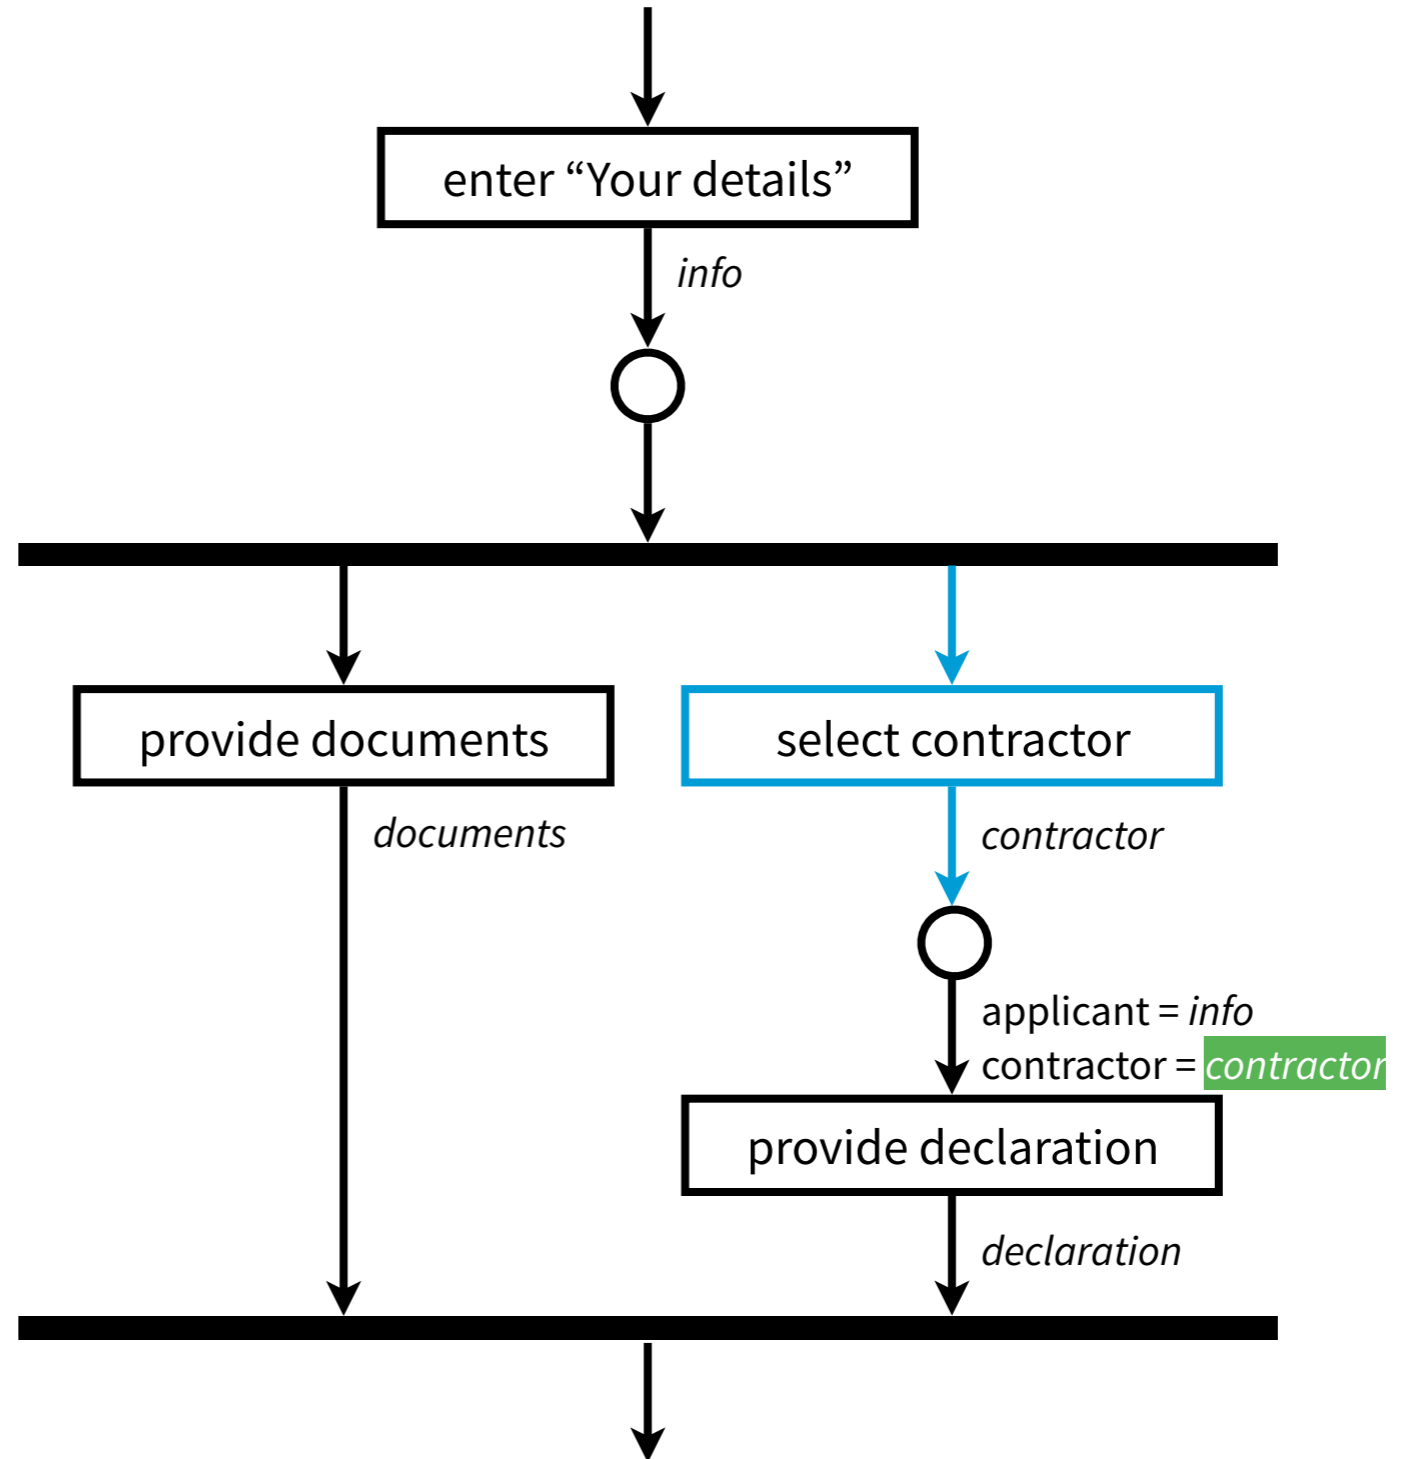 enter “Your details”
info
provide documents
select contractor
documents
contractor
applicant = info
contractor = contractor
provide declaration
declaration